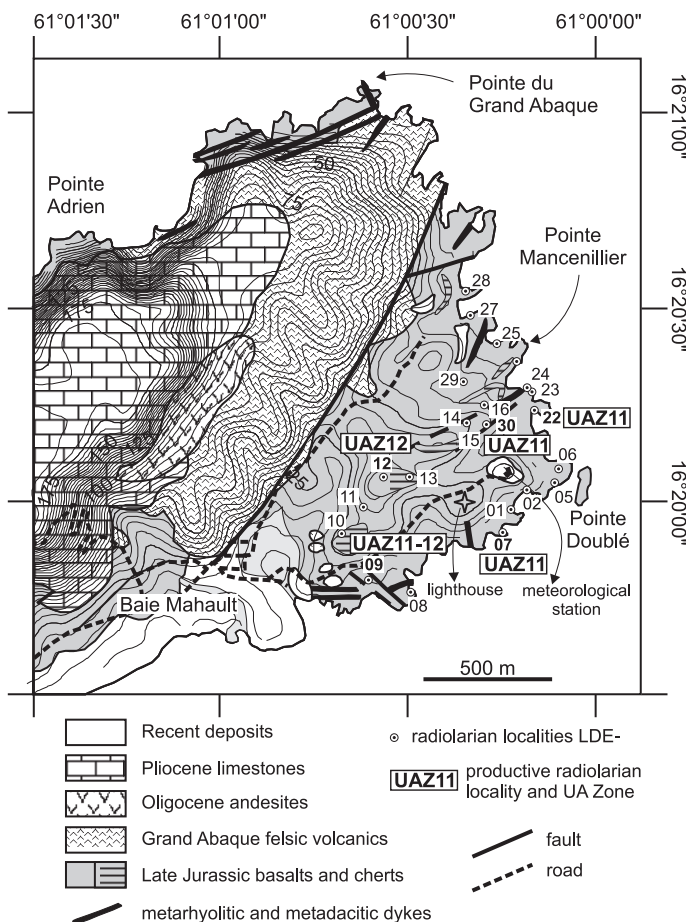 61°01'30" 61°01'00" 61°00'30" 61°00'00"
Pointe du
Grand Abaque
16°21'00"
50
75
Pointe
Adrien
Pointe
Mancenillier
28
27
16°20'30"
25
29
24
23
16
14
30
22 UAZ11
15
UAZ12
UAZ11
125
150
06
12
13
05
11
02
01
16°20'00"
10
Pointe
Doublé
UAZ11-12
07
09
UAZ11
Baie Mahault
08
lighthouse
meteorological
station
500 m
Recent deposits
Pliocene limestones
Oligocene andesites
Grand Abaque felsic volcanics
Late Jurassic basalts and cherts
metarhyolitic and metadacitic dykes
radiolarian localities LDE-
UAZ11 productive radiolarian
locality and UA Zone
fault
road